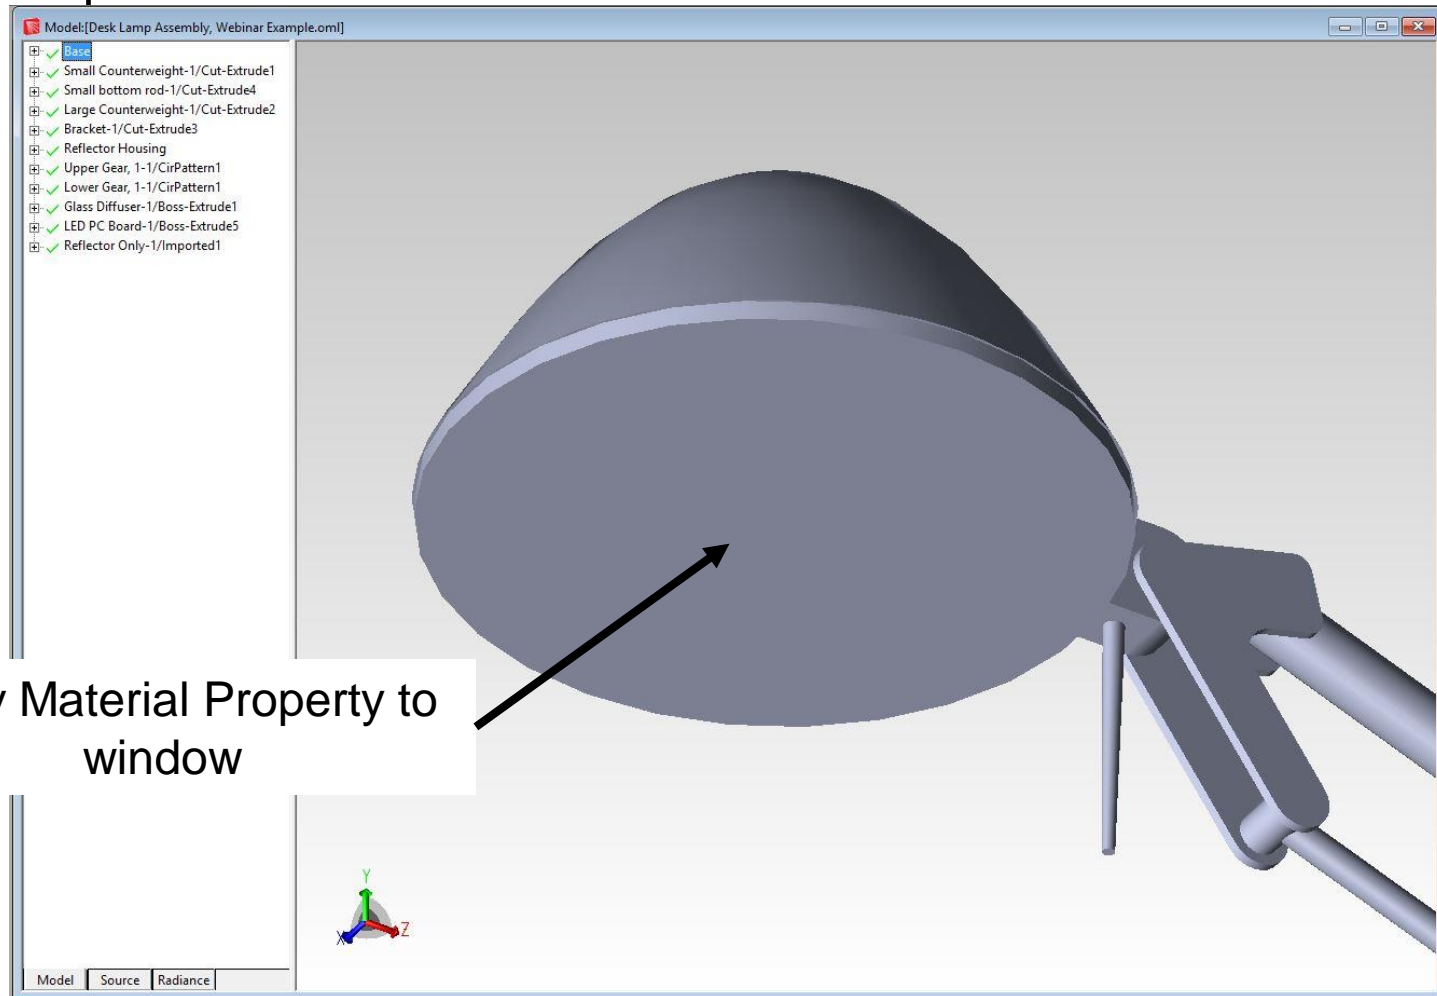 Model:[Desk Lamp Assembly, Webinar Example.oml]
Base
Small Counterweight-1/Cut-Extrude1
Small bottom rod-1/Cut-Extrude4
Large Counterweight-1/Cut-Extrude2
Bracket-1/Cut-Extrude3
Reflector Housing
Upper Gear, 1-1/CirPattern1
Lower Gear, 1-1/CirPattern1
Glass Diffuser-1/Boss-Extrude1
LED PC Board-1/Boss-Extrude5
Reflector Only-1/Imported1
Material Property to
window
Y
X
Z
Model Source Radiance